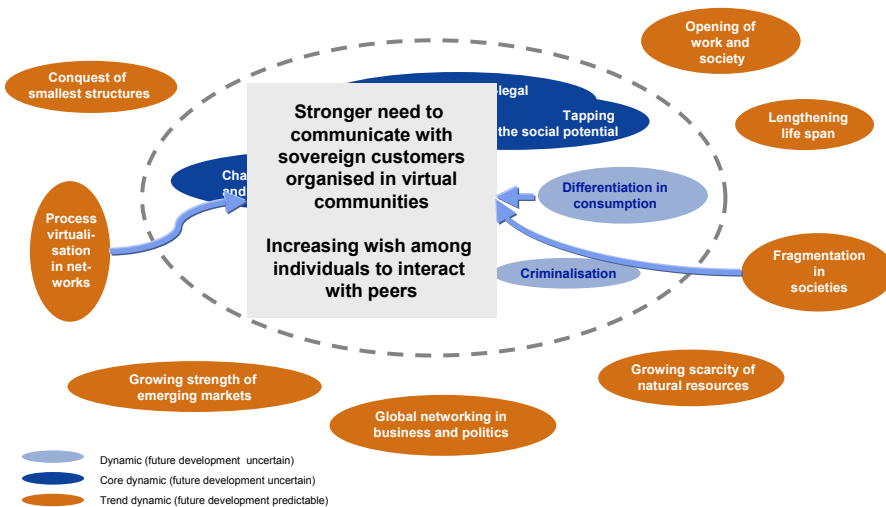 Opening of
work and
society
Conquest of
smallest structures
-legal
Tapping
the social potential
Lengthening
life span
Stronger need to
communicate with
sovereign customers
organised in virtual
communities
Increasing wish among
individuals to interact
with peers
Cha
and
Differentiation in
consumption
Process
virtuali-
sation
in net-
works
Criminalisation
Fragmentation
in
societies
Growing scarcity of
natural resources
Growing strength of
emerging markets
Global networking in
business and politics
Dynamic (future development uncertain)
Core dynamic (future development uncertain)
Trend dynamic (future development predictable)